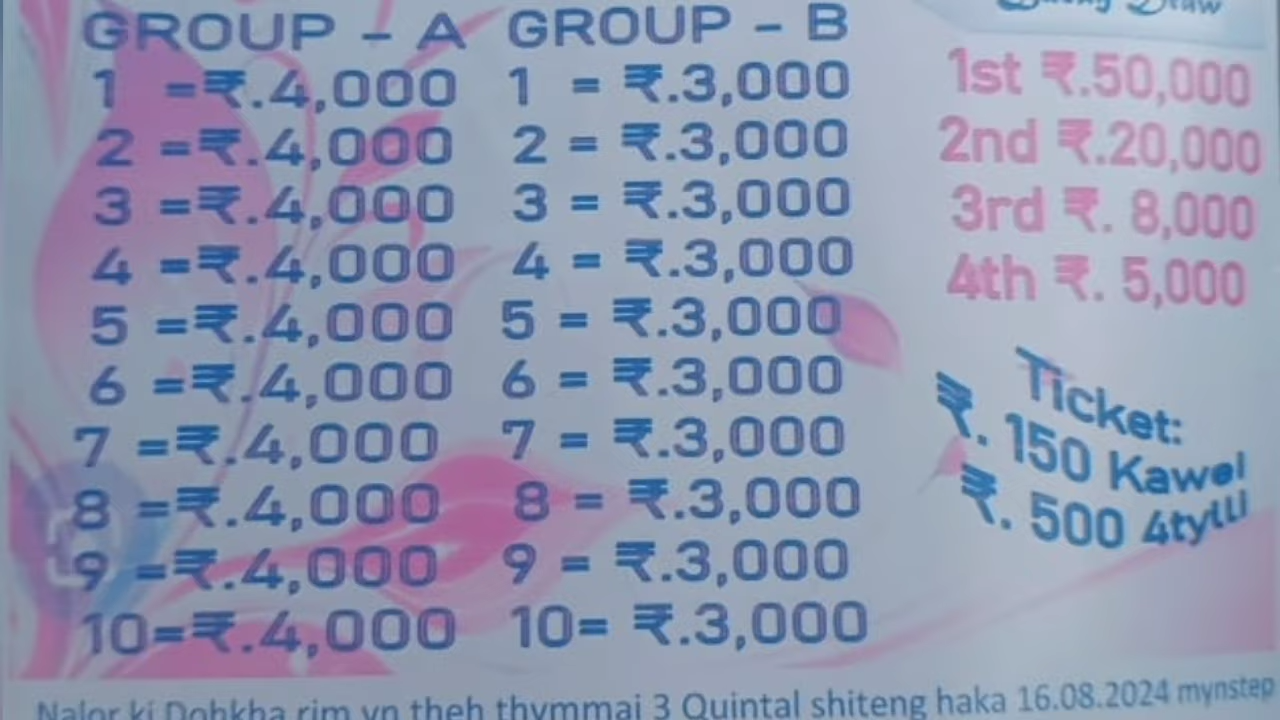 GROUP - A
1 =₹.4,000
2 =₹.4,000
3 =₹.4,000
4 =₹.4,000
5 =₹.4,000
6 =₹.4,000
7 =₹.4,000
8 =₹.4,000
9 =₹.4,000
10=₹.4,000
GROUP - B
1 = ₹.3,000
2 = ₹.3,000
3 = ₹.3,000
4 = ₹.3,000
5 = ₹.3,000
6 = ₹.3,000
7 = ₹.3,000
8 = ₹.3,000
9 = ₹.3,000
10= ₹.3,000
Draw
1st ₹.50,000
2nd ₹.20,000
3rd ₹. 8,000
4th ₹. 5,000
Ticket:
₹. 150 Kawei
₹. 500 4tylli
Nalor ki Dohkha rim yn theh thymmai 3 Quintal shiteng haka 16.08.2024 mynstep